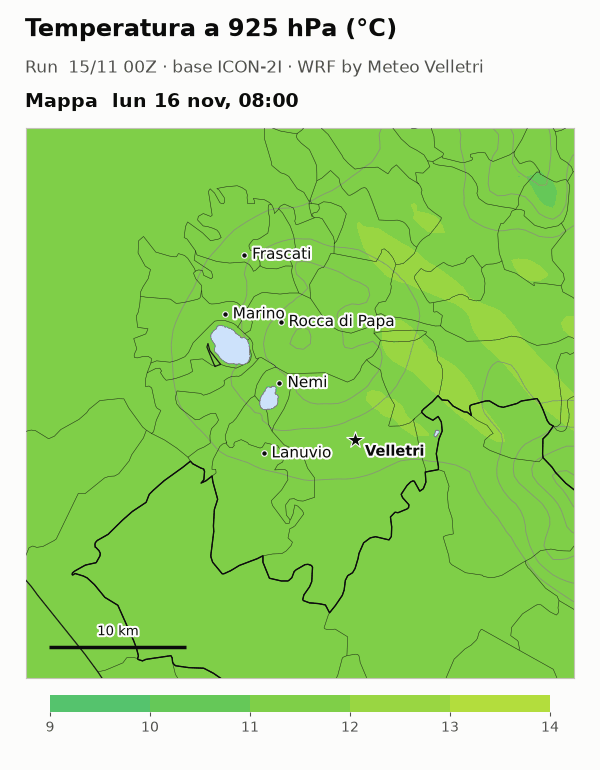 Temperatura a 925 hPa (°C)
Run  15/11 00Z · base ICON-2I · WRF by Meteo Velletri
Mappa  lun 16 nov, 08:00
Frascati
Marino
Rocca di Papa
Nemi
Velletri
Lanuvio
10 km
9 10 11 12 13 14